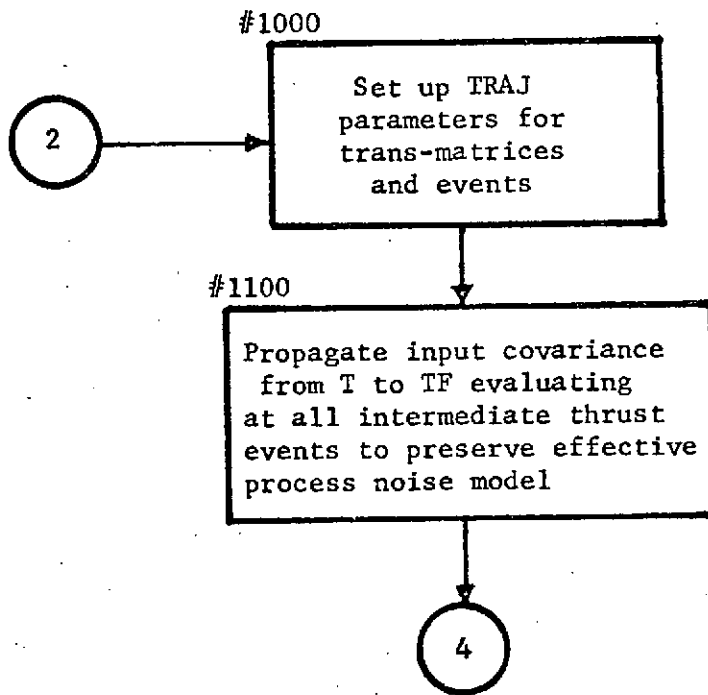 #1000
Set up TRAJ
parameters for
trans-matrices
and events
2
#1100
Propagate input covariance
from T to TF evaluating
at all intermediate thrust
events to preserve effective
process noise model
4